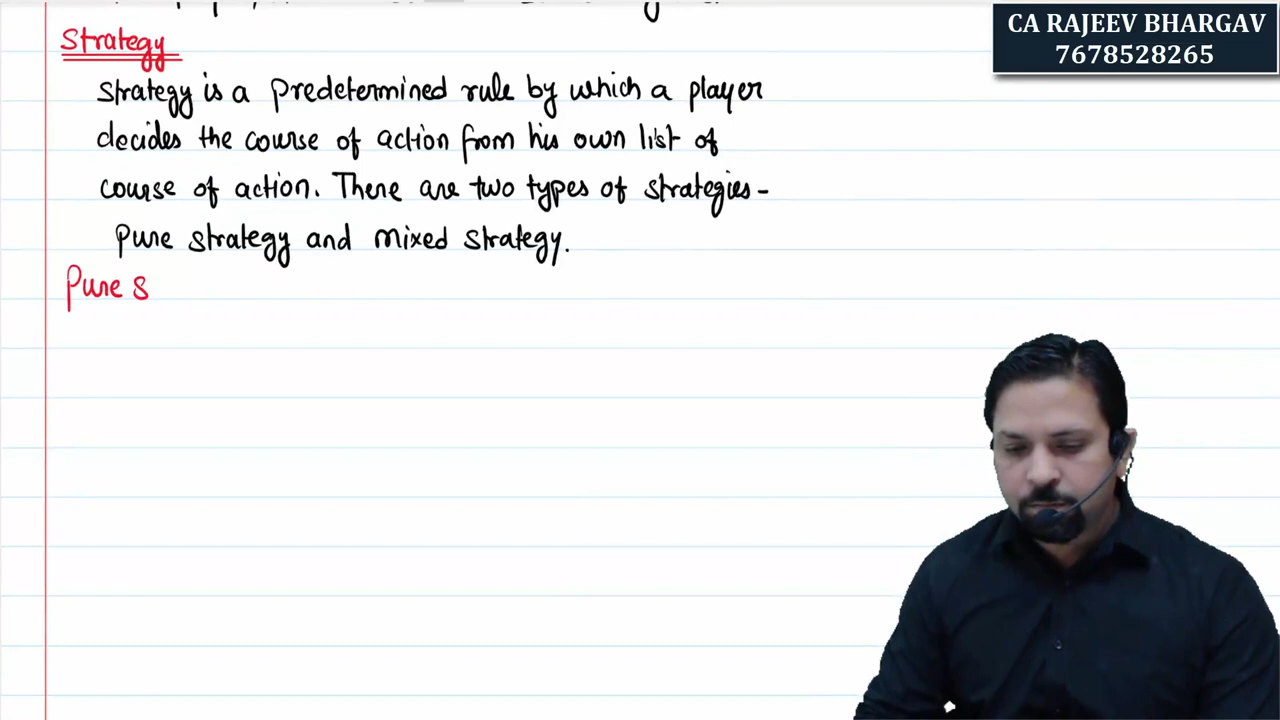 CA RAJEEV BHARGAV
7678528265
Strategy
Strategy is a predetermined rule by which a player
decides the course of action from his own list of
course of action. There are two types of strategies-
Pure strategy and mixed strategy.
Pure s